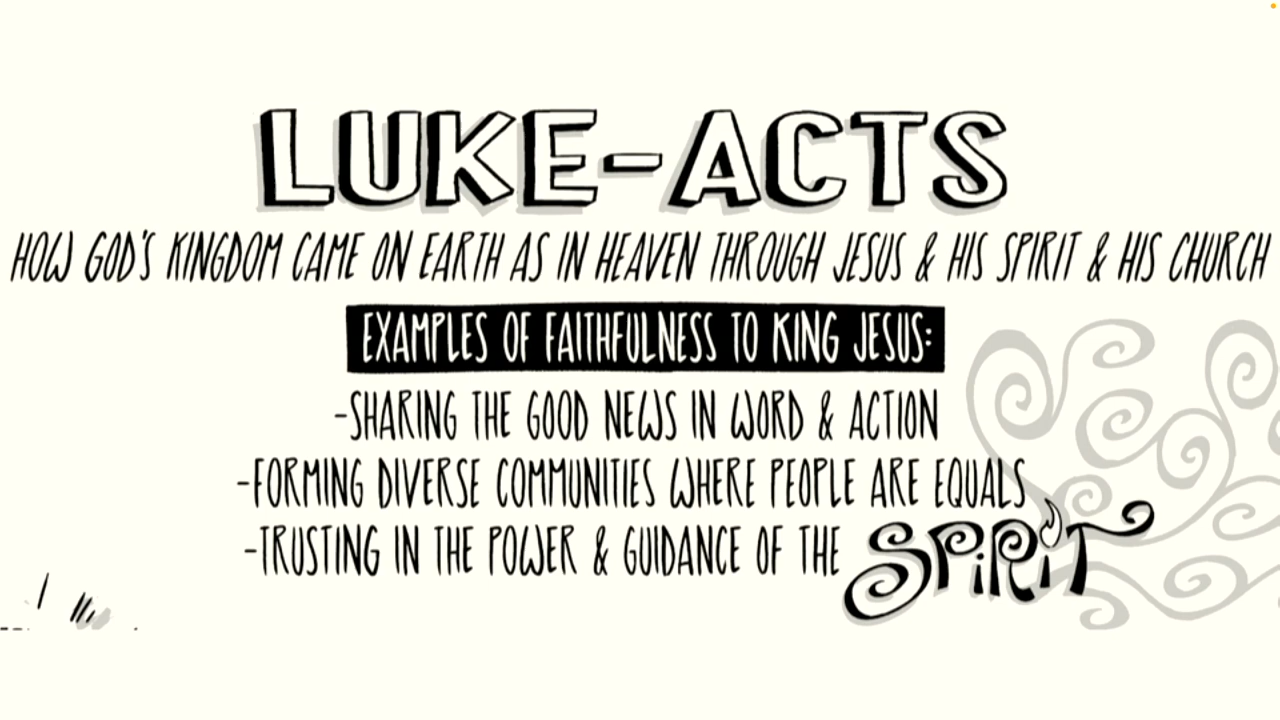 LUKE-ACTS
HOW GOD'S KINGDOM CAME ON EARTH AS IN HEAVEN THROUGH JESUS & HIS SPIRIT & HIS CHURCH
EXAMPLES OF FAITHFULNESS TO KING JESUS:
-SHARING THE GOOD NEWS IN WORD & ACTION
-FORMING DIVERSE COMMUNITIES WHERE PEOPLE ARE EQUALS
-TRUSTING IN THE POWER & GUIDANCE OF THE SPiRiT